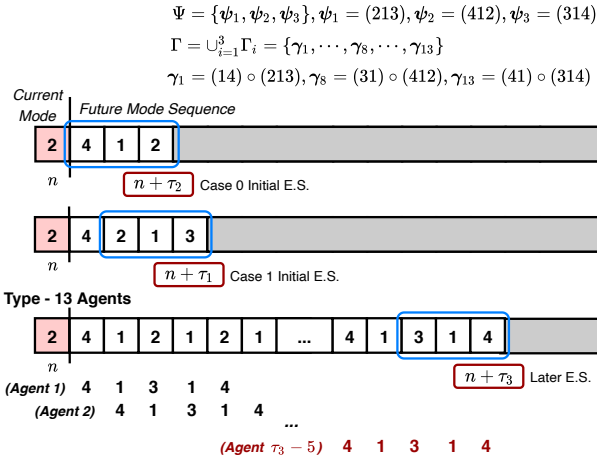 Ψ = {ψ₁, ψ₂, ψ₃}, ψ₁ = (213), ψ₂ = (412), ψ₃ = (314)
Γ = ∪³ᵢ₌₁Γᵢ = {γ₁, ⋯, γ₈, ⋯, γ₁₃}
γ₁ = (14) ∘ (213), γ₈ = (31) ∘ (412), γ₁₃ = (41) ∘ (314)
Current Mode
Future Mode Sequence
2 4 1 2
n
n + τ₂ Case 0 Initial E.S.
2 4 2 1 3
n
n + τ₁ Case 1 Initial E.S.
Type - 13 Agents
2 4 1 2 1 2 1 ... 4 1 3 1 4
n
n + τ₃ Later E.S.
(Agent 1) 4 1 3 1 4
(Agent 2) 4 1 3 1 4
...
(Agent τ₃ − 5) 4 1 3 1 4